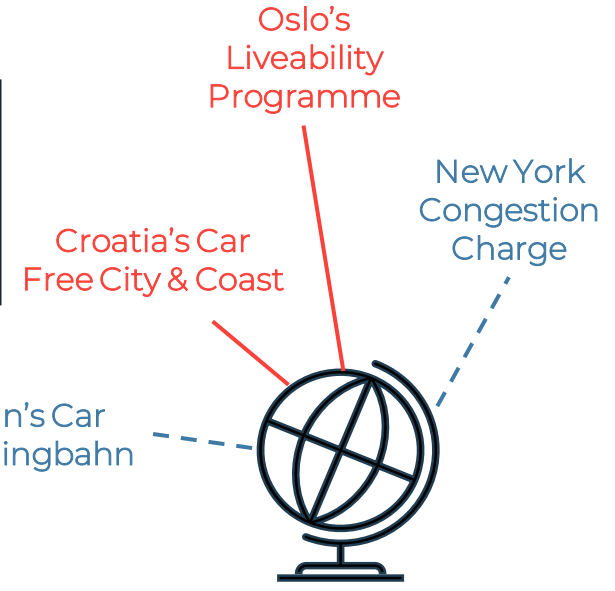 Oslo's
Liveability
Programme
New York
Congestion
Charge
Croatia's Car
Free City & Coast
n's Car
ingbahn